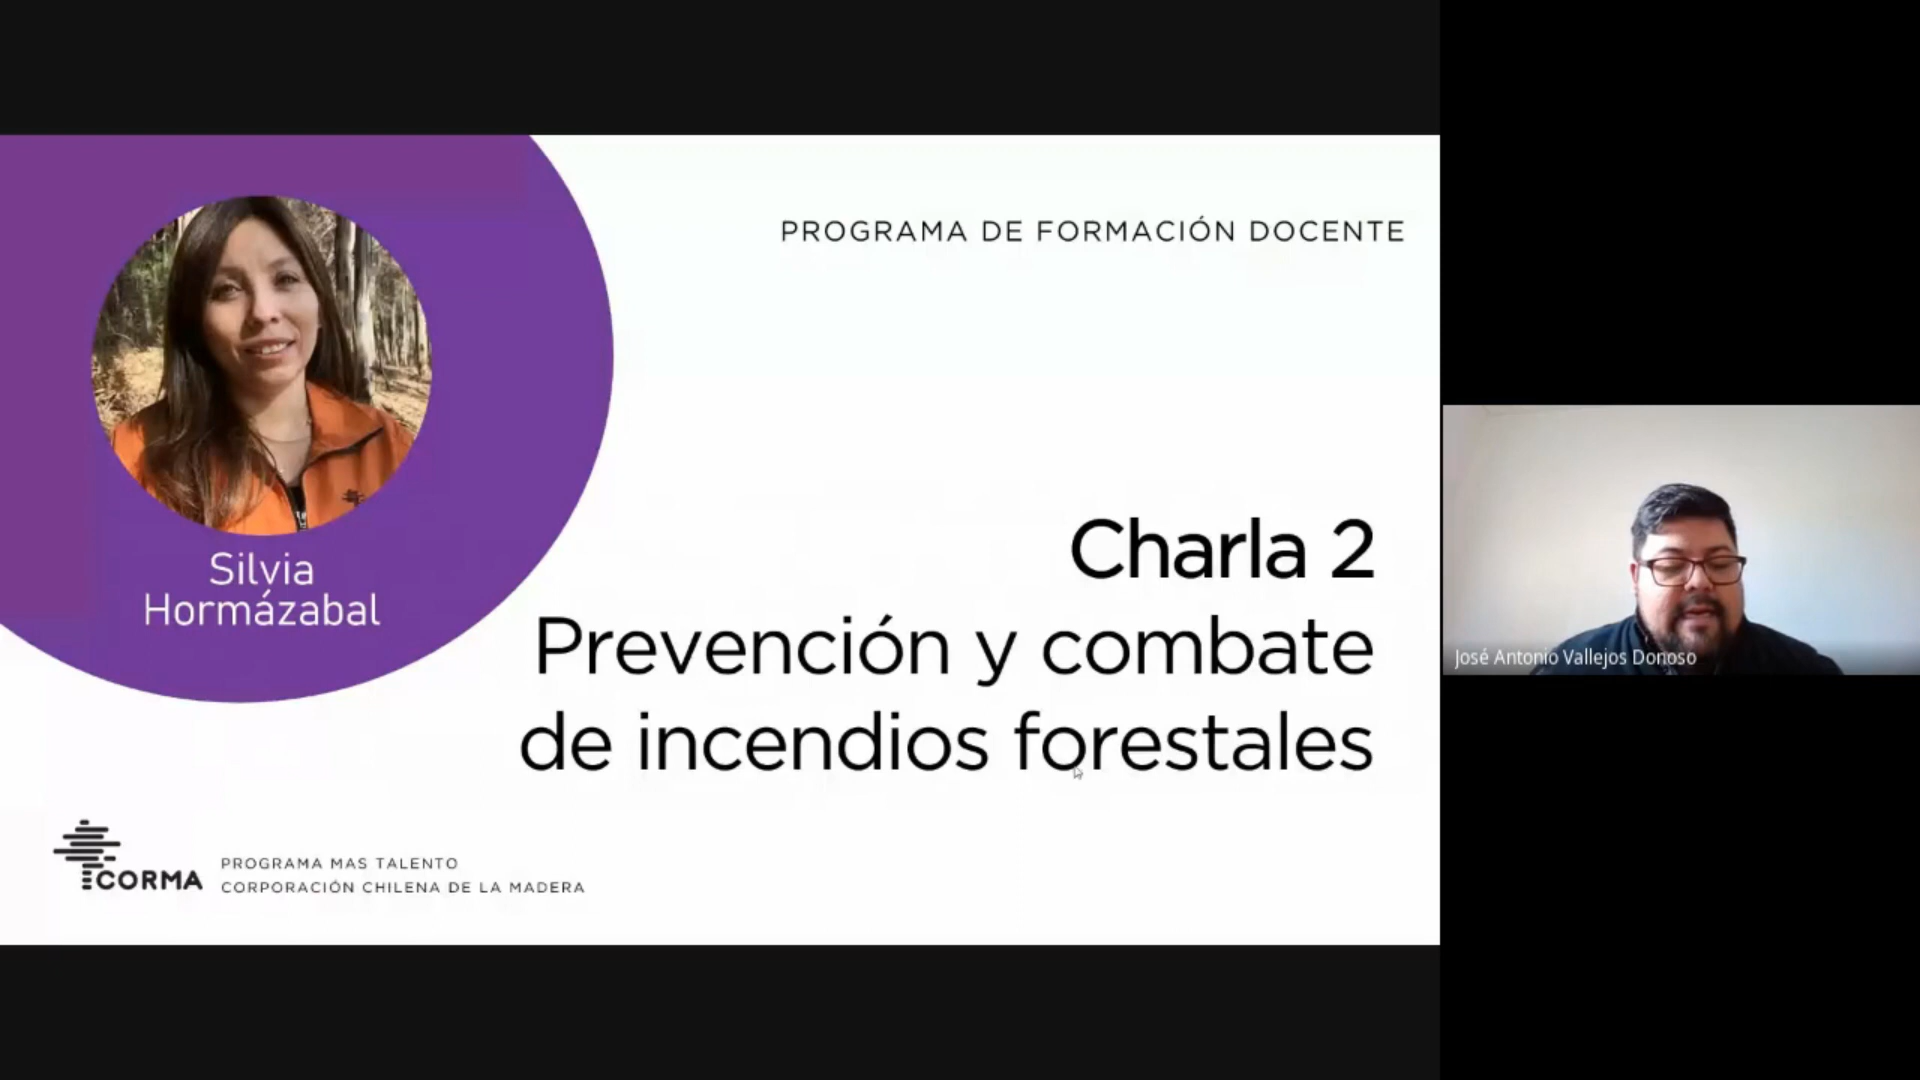 PROGRAMA DE FORMACIÓN DOCENTE
Silvia
Hormázabal
Charla 2
Prevención y combate
de incendios forestales
CORMA
PROGRAMA MAS TALENTO
CORPORACIÓN CHILENA DE LA MADERA
José Antonio Vallejos Donoso